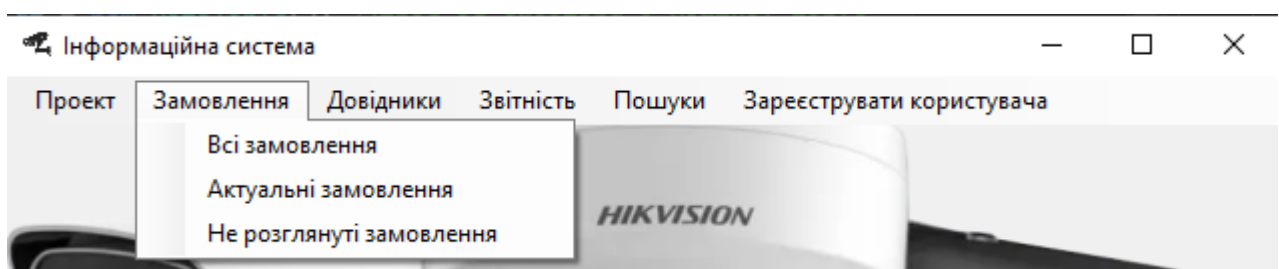 Інформаційна система
Проект Замовлення Довідники Звітність Пошуки Зареєструвати користувача
Всі замовлення
Актуальні замовлення
HIKVISION
Не розглянуті замовлення